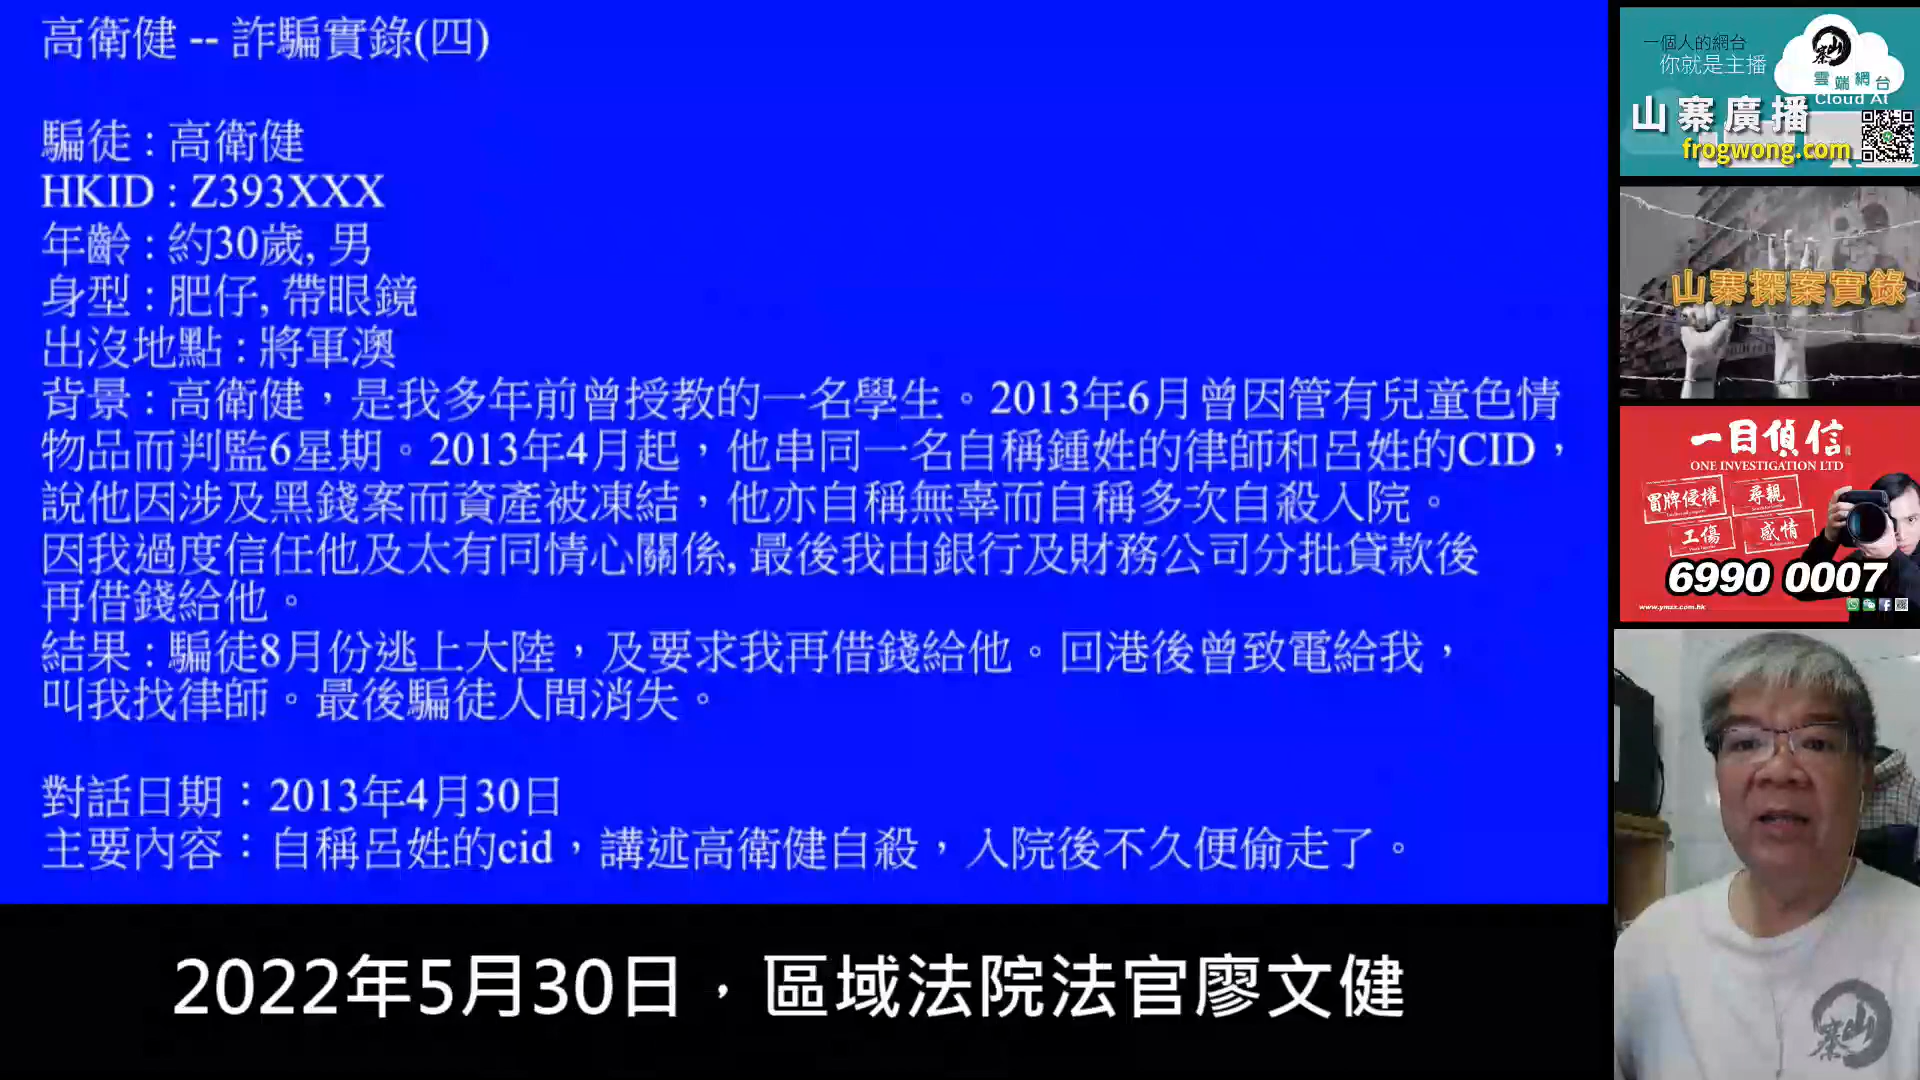 高衛健 -- 詐騙實錄(四)
騙徒 : 高衛健
HKID : Z393XXX
年齡 : 約30歲, 男
身型 : 肥仔, 帶眼鏡
出沒地點 : 將軍澳
背景 : 高衛健，是我多年前曾授教的一名學生。2013年6月曾因管有兒童色情
物品而判監6星期。2013年4月起，他串同一名自稱鍾姓的律師和呂姓的CID，
說他因涉及黑錢案而資產被凍結，他亦自稱無辜而自稱多次自殺入院。
因我過度信任他及太有同情心關係, 最後我由銀行及財務公司分批貸款後
再借錢給他。
結果 : 騙徒8月份逃上大陸，及要求我再借錢給他。回港後曾致電給我，
叫我找律師。最後騙徒人間消失。
對話日期：2013年4月30日
主要內容：自稱呂姓的cid，講述高衛健自殺，入院後不久便偷走了。
2022年5月30日，區域法院法官廖文健
一個人的網台
你就是主播
山寨
雲端網台
Cloud AI
山寨廣播
frogwong.com
山寨探案實錄
一目偵信
ONE INVESTIGATION LTD
冒牌侵權
尋親
工傷
感情
6990 0007
www.ymzx.com.hk
山寨